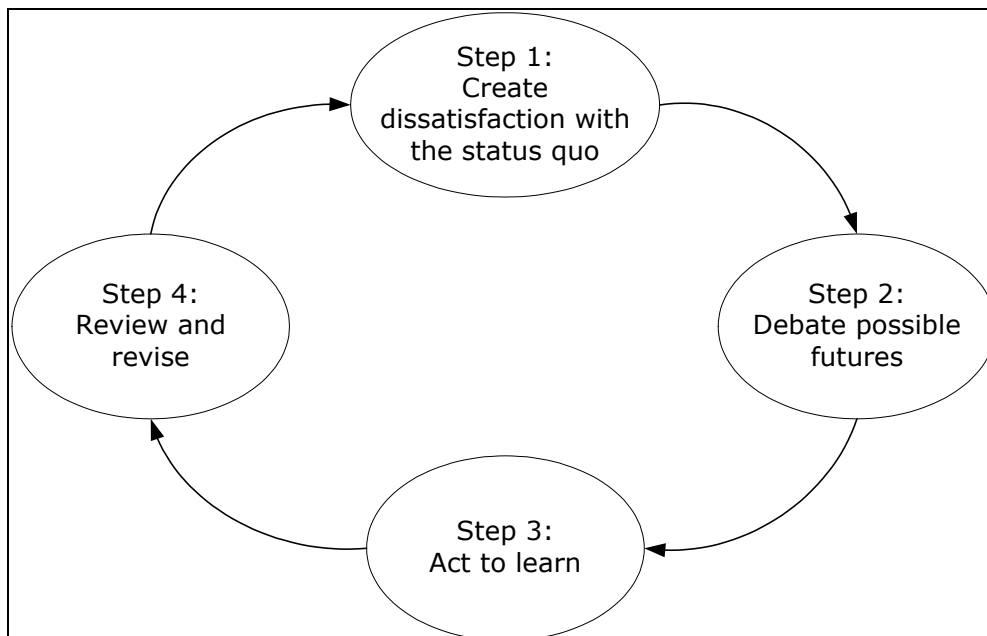 Step 1:
Create
dissatisfaction with
the status quo
Step 2:
Debate possible
futures
Step 3:
Act to learn
Step 4:
Review and
revise